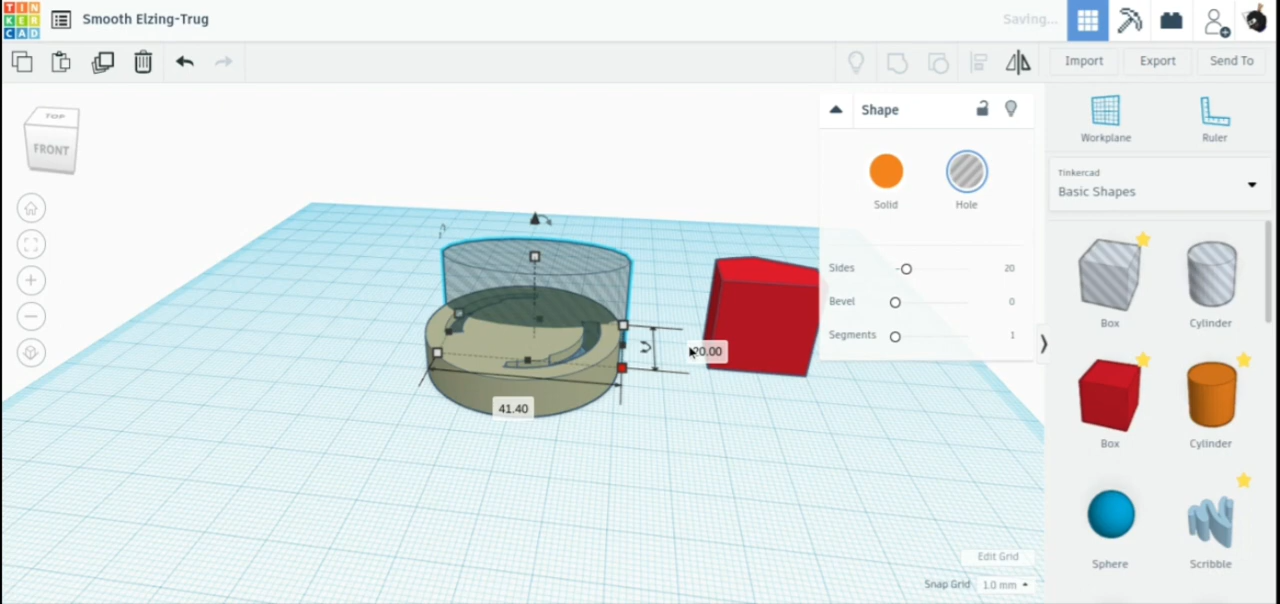 TIN
KER
CAD
Smooth Elzing-Trug
Saving...
Import
Export
Send To
TOP
FRONT
Shape
Solid
Hole
Sides
20
Bevel
0
Segments
1
Workplane
Ruler
Tinkercad
Basic Shapes
Box
Cylinder
Box
Cylinder
Sphere
Scribble
20.00
41.40
Edit Grid
Snap Grid
1.0 mm